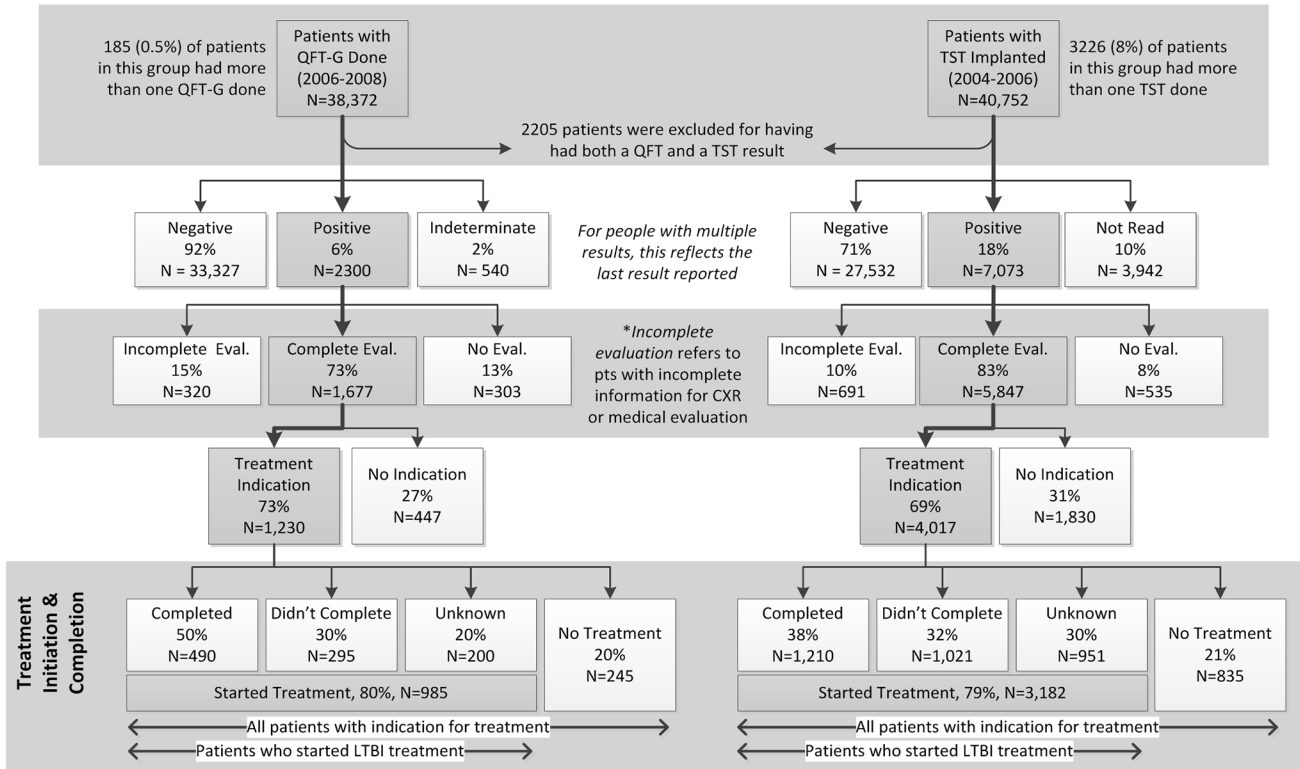 185 (0.5%) of patients
in this group had more
than one QFT-G done
Patients with
QFT-G Done
(2006-2008)
N=38,372
Patients with
TST Implanted
(2004-2006)
N=40,752
3226 (8%) of patients
in this group had more
than one TST done
2205 patients were excluded for having
had both a QFT and a TST result
Negative
92%
N = 33,327
Positive
6%
N=2300
Indeterminate
2%
N= 540
For people with multiple
results, this reflects the
last result reported
Negative
71%
N = 27,532
Positive
18%
N=7,073
Not Read
10%
N= 3,942
Incomplete Eval.
15%
N=320
Complete Eval.
73%
N=1,677
No Eval.
13%
N=303
*Incomplete
evaluation refers to
pts with incomplete
information for CXR
or medical evaluation
Incomplete Eval.
10%
N=691
Complete Eval.
83%
N=5,847
No Eval.
8%
N=535
Treatment
Indication
73%
N=1,230
No Indication
27%
N=447
Treatment
Indication
69%
N=4,017
No Indication
31%
N=1,830
Treatment
Initiation &
Completion
Completed
50%
N=490
Didn't Complete
30%
N=295
Unknown
20%
N=200
No Treatment
20%
N=245
Started Treatment, 80%, N=985
All patients with indication for treatment
Patients who started LTBI treatment
Completed
38%
N=1,210
Didn't Complete
32%
N=1,021
Unknown
30%
N=951
No Treatment
21%
N=835
Started Treatment, 79%, N=3,182
All patients with indication for treatment
Patients who started LTBI treatment